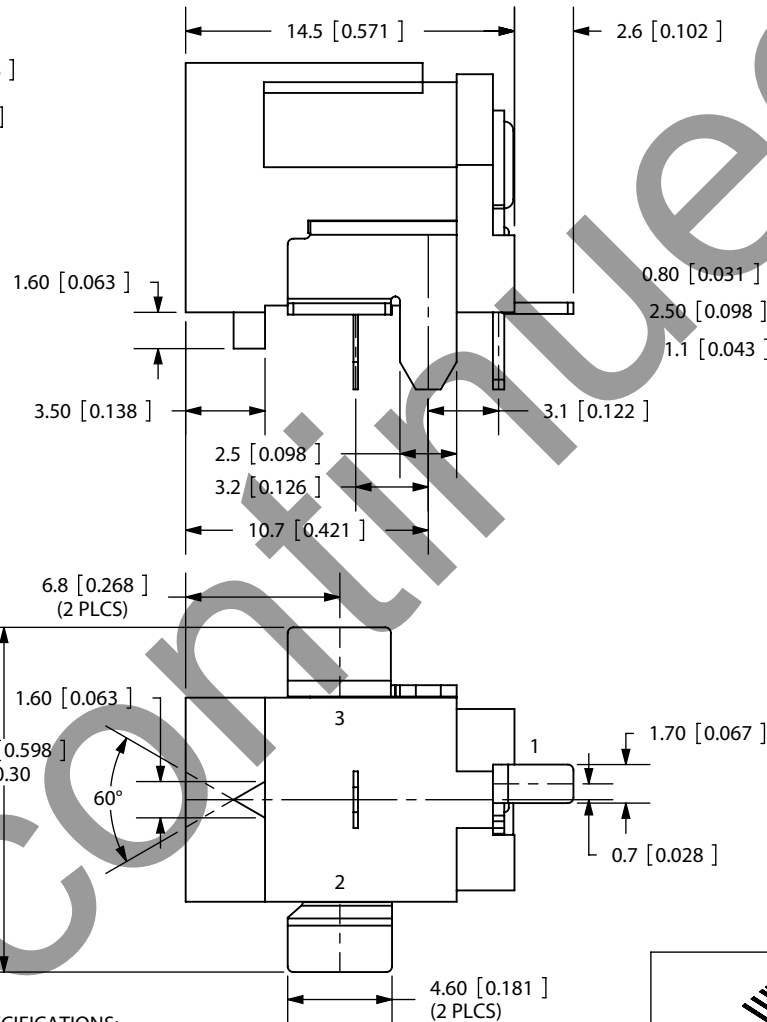 14.5 [0.571 ]
2.6 [0.102 ]
]
]
1.60 [0.063 ]
0.80 [0.031 ]
2.50 [0.098 ]
1.1 [0.043 ]
3.50 [0.138 ]
3.1 [0.122 ]
2.5 [0.098 ]
3.2 [0.126 ]
10.7 [0.421 ]
6.8 [0.268 ]
(2 PLCS)
1.60 [0.063 ]
3
[0.598 ]
0.30
60°
1
1.70 [0.067 ]
0.7 [0.028 ]
2
4.60 [0.181 ]
(2 PLCS)
continue